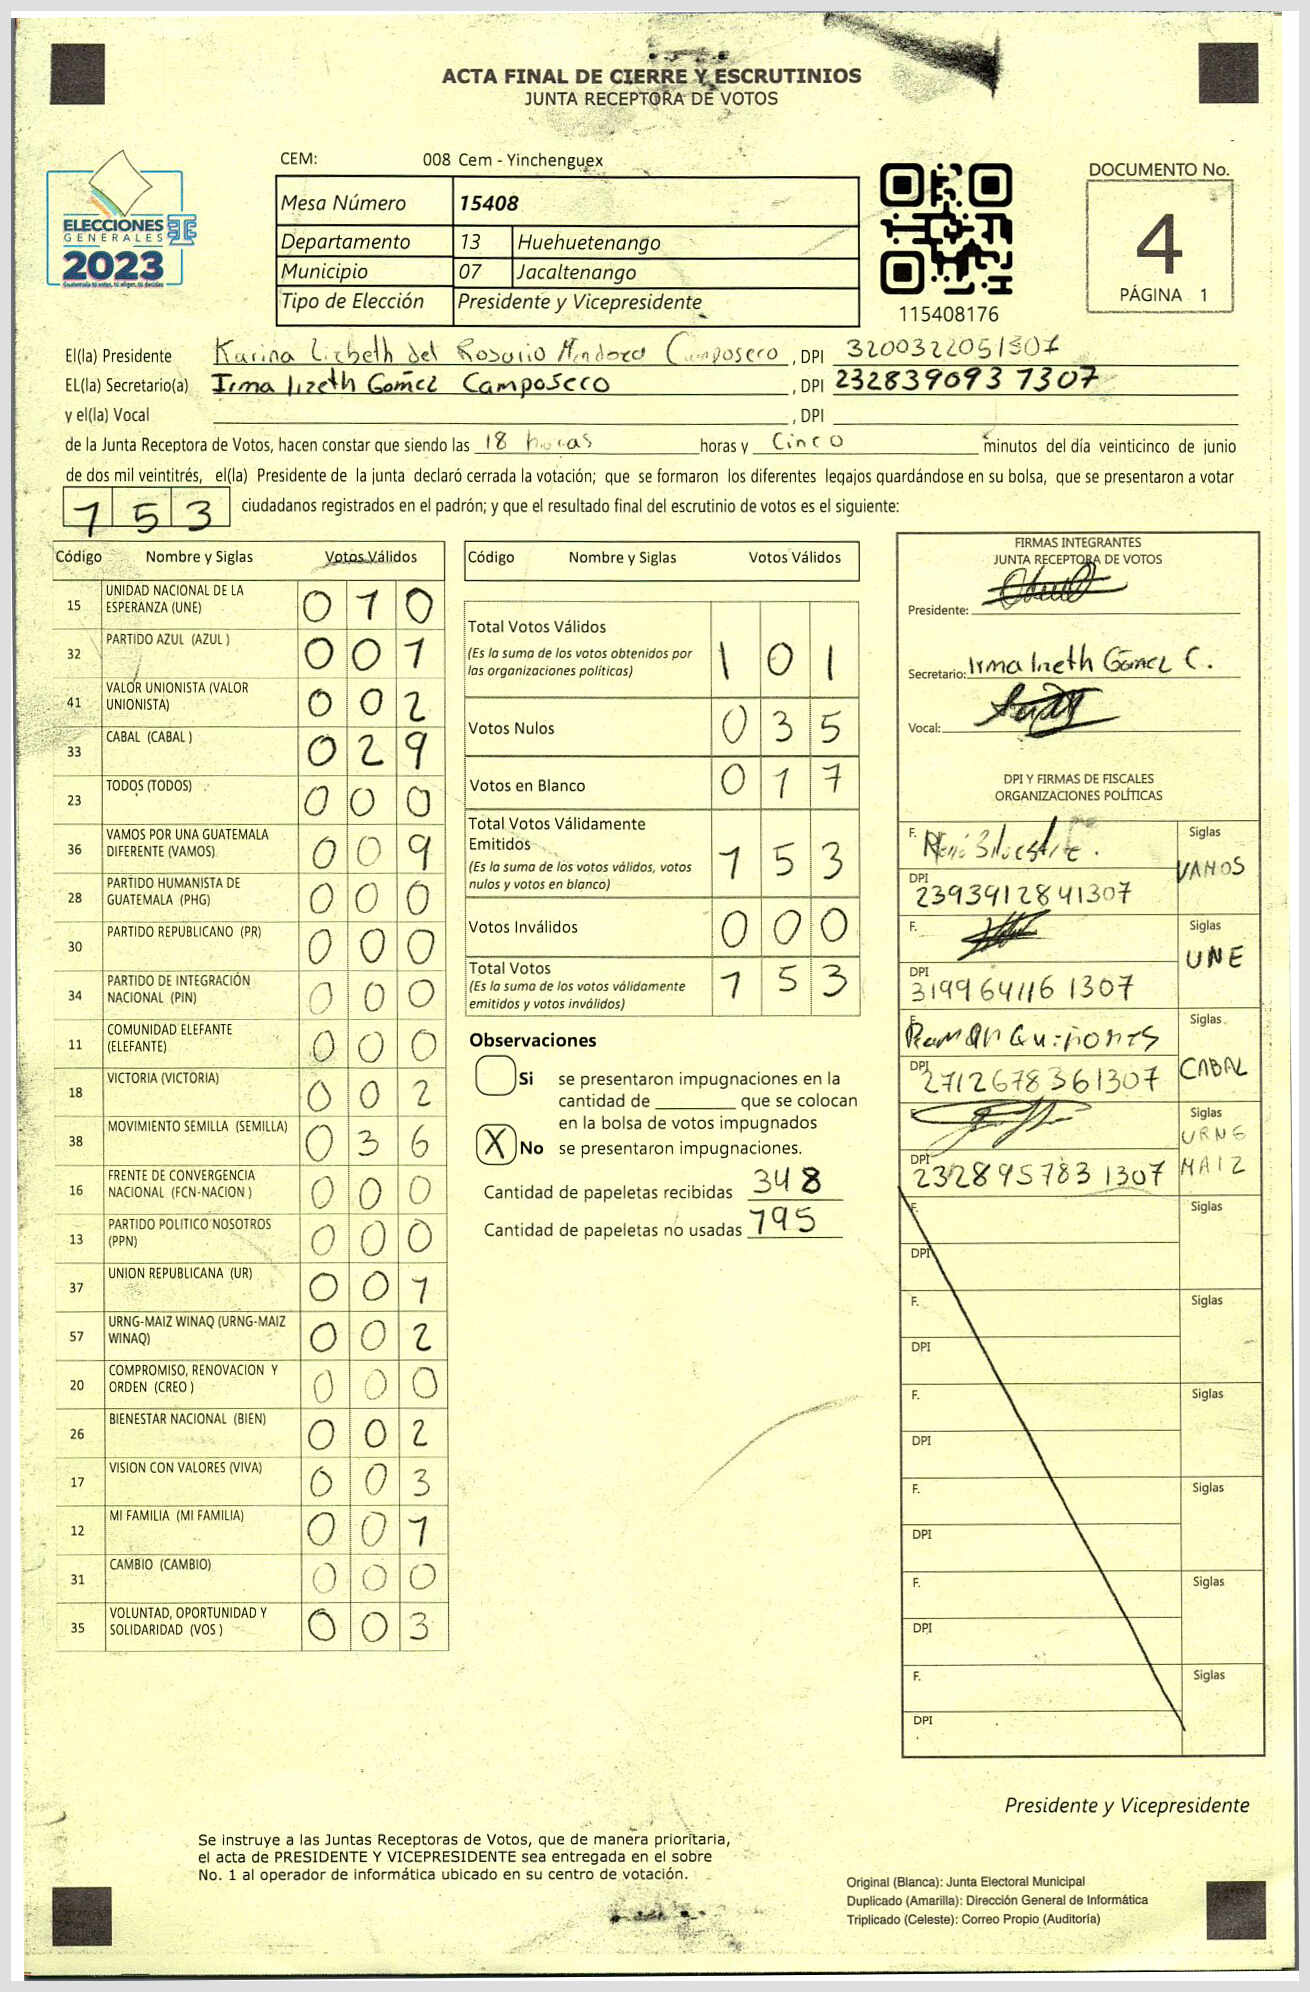 ACTA FINAL DE CIERRE Y ESCRUTINIOS
JUNTA RECEPTORA DE VOTOS
CEM: 008 Cem - Yinchenguex
ELECCIONES
GENERALES
2023
Guatemala tú votas, tú eliges, tú decides
Mesa Número 15408
Departamento 13 Huehuetenango
Municipio 07 Jacaltenango
Tipo de Elección Presidente y Vicepresidente
115408176
DOCUMENTO No.
4
PÁGINA 1
El(la) Presidente Karina Lizbeth del Rosario Mendoza Camposeco , DPI 3200322051307
EL(la) Secretario(a) Irma lizeth Gomez Camposeco , DPI 2328390937307
y el(la) Vocal , DPI
de la Junta Receptora de Votos, hacen constar que siendo las 18 horas horas y Cinco minutos del día veinticinco de junio
de dos mil veintitrés, el(la) Presidente de la junta declaró cerrada la votación; que se formaron los diferentes legajos guardándose en su bolsa, que se presentaron a votar
153 ciudadanos registrados en el padrón; y que el resultado final del escrutinio de votos es el siguiente:
Código Nombre y Siglas Votos Válidos
15 UNIDAD NACIONAL DE LA ESPERANZA (UNE) 0 1 0
32 PARTIDO AZUL (AZUL ) 0 0 1
41 VALOR UNIONISTA (VALOR UNIONISTA) 0 0 2
33 CABAL (CABAL ) 0 2 9
23 TODOS (TODOS) 0 0 0
36 VAMOS POR UNA GUATEMALA DIFERENTE (VAMOS) 0 0 9
28 PARTIDO HUMANISTA DE GUATEMALA (PHG) 0 0 0
30 PARTIDO REPUBLICANO (PR) 0 0 0
34 PARTIDO DE INTEGRACIÓN NACIONAL (PIN) 0 0 0
11 COMUNIDAD ELEFANTE (ELEFANTE) 0 0 0
18 VICTORIA (VICTORIA) 0 0 2
38 MOVIMIENTO SEMILLA (SEMILLA) 0 3 6
16 FRENTE DE CONVERGENCIA NACIONAL (FCN-NACION ) 0 0 0
13 PARTIDO POLITICO NOSOTROS (PPN) 0 0 0
37 UNION REPUBLICANA (UR) 0 0 1
57 URNG-MAIZ WINAQ (URNG-MAIZ WINAQ) 0 0 2
20 COMPROMISO, RENOVACION Y ORDEN (CREO ) 0 0 0
26 BIENESTAR NACIONAL (BIEN) 0 0 2
17 VISION CON VALORES (VIVA) 0 0 3
12 MI FAMILIA (MI FAMILIA) 0 0 1
31 CAMBIO (CAMBIO) 0 0 0
35 VOLUNTAD, OPORTUNIDAD Y SOLIDARIDAD (VOS ) 0 0 3
Código Nombre y Siglas Votos Válidos
Total Votos Válidos 1 0 1
(Es la suma de los votos obtenidos por
las organizaciones políticas)
Votos Nulos 0 3 5
Votos en Blanco 0 1 7
Total Votos Válidamente
Emitidos 1 5 3
(Es la suma de los votos válidos, votos
nulos y votos en blanco)
Votos Inválidos 0 0 0
Total Votos 1 5 3
(Es la suma de los votos válidamente
emitidos y votos inválidos)
Observaciones
Si se presentaron impugnaciones en la
cantidad de ________ que se colocan
en la bolsa de votos impugnados
X No se presentaron impugnaciones.
Cantidad de papeletas recibidas 348
Cantidad de papeletas no usadas 195
FIRMAS INTEGRANTES
JUNTA RECEPTORA DE VOTOS
Presidente:
Secretario: Irma lizeth Gomez C.
Vocal:
DPI Y FIRMAS DE FISCALES
ORGANIZACIONES POLÍTICAS
F. René Silvestre. Siglas
DPI 2393912841307 VAMOS
F. Siglas
DPI 3199641161307 UNE
F. Ramon Quiñones Siglas
DPI 2712678361307 CABAL
F. Siglas
DPI 2328957831307 URNG MAIZ
F. Siglas
DPI
F. Siglas
DPI
F. Siglas
DPI
F. Siglas
DPI
F. Siglas
DPI
F. Siglas
DPI
Presidente y Vicepresidente
Se instruye a las Juntas Receptoras de Votos, que de manera prioritaria,
el acta de PRESIDENTE Y VICEPRESIDENTE sea entregada en el sobre
No. 1 al operador de informática ubicado en su centro de votación.
Original (Blanca): Junta Electoral Municipal
Duplicado (Amarilla): Dirección General de Informática
Triplicado (Celeste): Correo Propio (Auditoría)